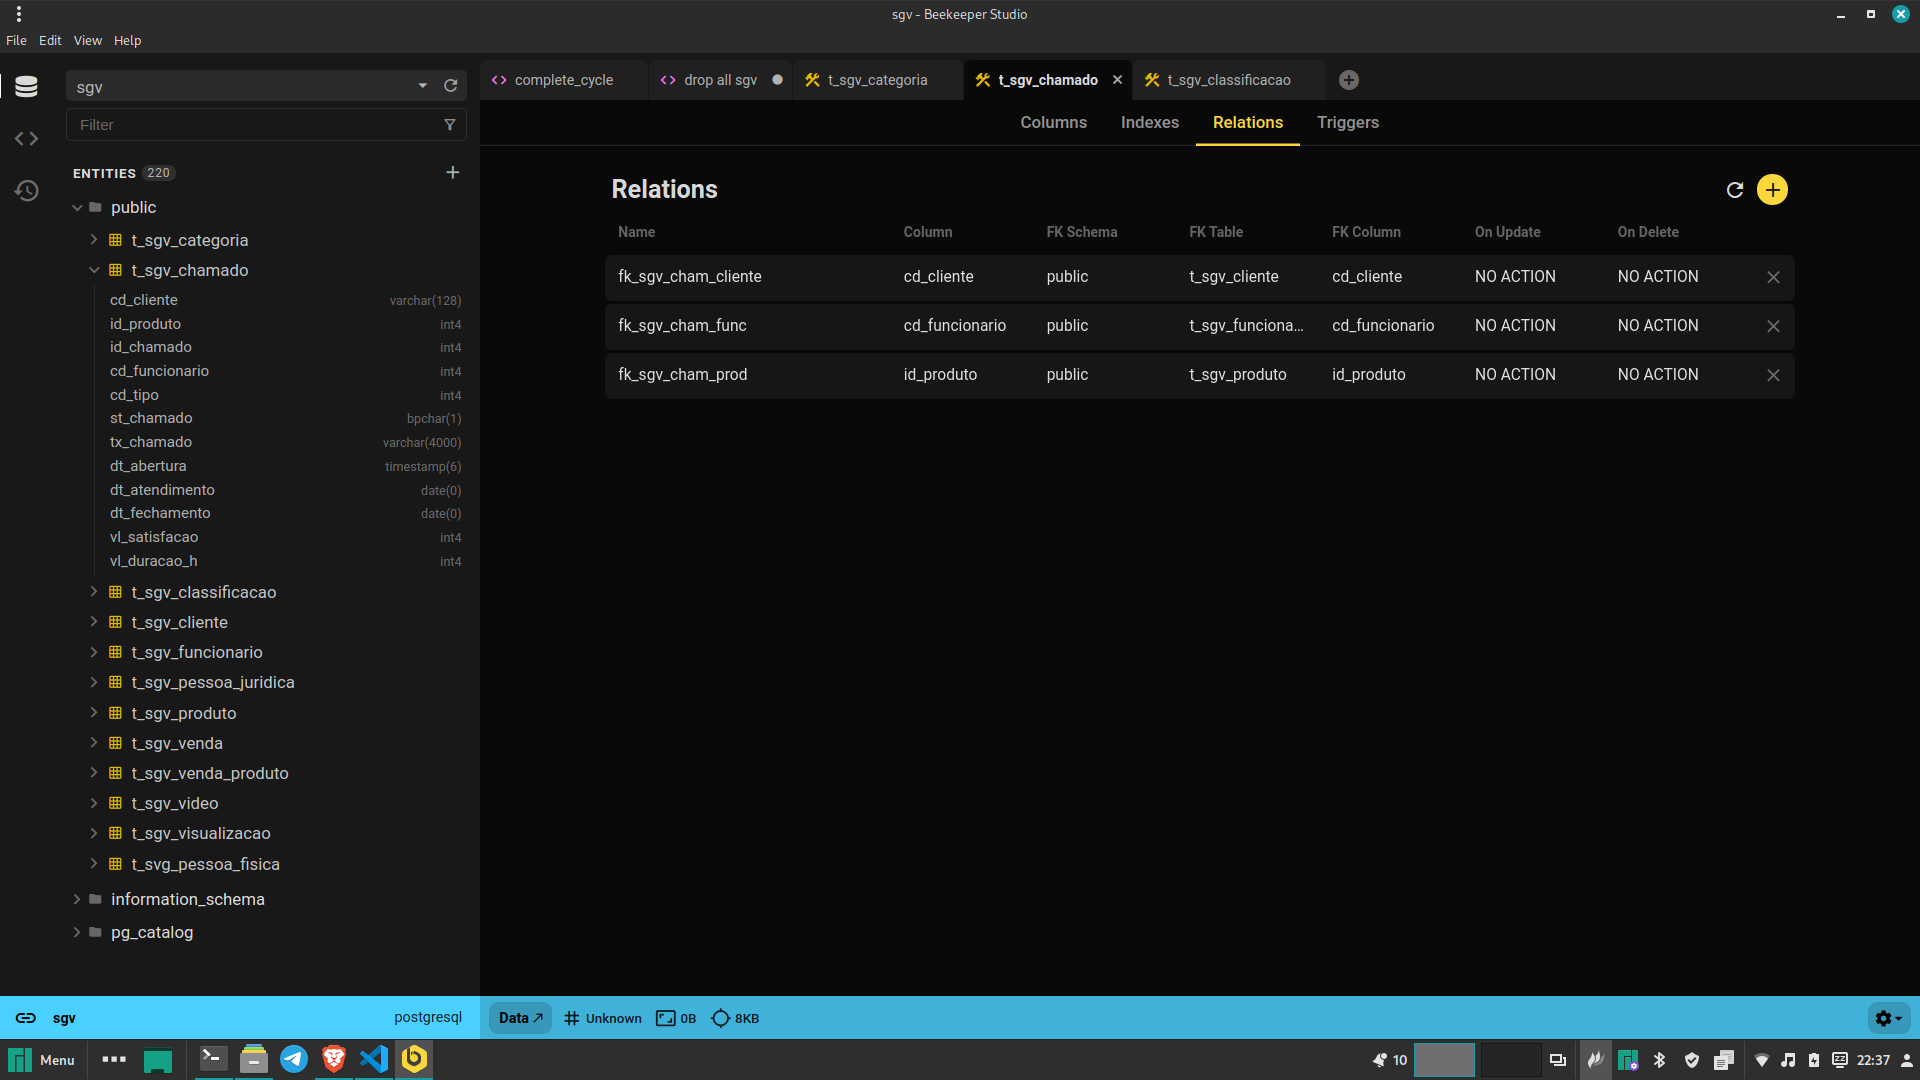 sgv - Beekeeper Studio
File Edit View Help
sgv
Filter
ENTITIES 220
public
t_sgv_categoria
t_sgv_chamado
cd_cliente varchar(128)
id_produto int4
id_chamado int4
cd_funcionario int4
cd_tipo int4
st_chamado bpchar(1)
tx_chamado varchar(4000)
dt_abertura timestamp(6)
dt_atendimento date(0)
dt_fechamento date(0)
vl_satisfacao int4
vl_duracao_h int4
t_sgv_classificacao
t_sgv_cliente
t_sgv_funcionario
t_sgv_pessoa_juridica
t_sgv_produto
t_sgv_venda
t_sgv_venda_produto
t_sgv_video
t_sgv_visualizacao
t_svg_pessoa_fisica
information_schema
pg_catalog
complete_cycle drop all sgv t_sgv_categoria t_sgv_chamado t_sgv_classificacao
Columns Indexes Relations Triggers
Relations
Name Column FK Schema FK Table FK Column On Update On Delete
fk_sgv_cham_cliente cd_cliente public t_sgv_cliente cd_cliente NO ACTION NO ACTION
fk_sgv_cham_func cd_funcionario public t_sgv_funciona... cd_funcionario NO ACTION NO ACTION
fk_sgv_cham_prod id_produto public t_sgv_produto id_produto NO ACTION NO ACTION
sgv postgresql Data Unknown 0B 8KB
Menu 10 22:37